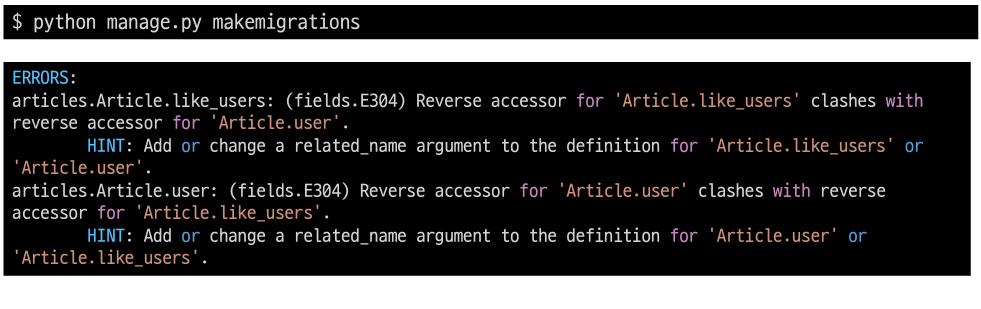 $ python manage.py makemigrations
ERRORS:
articles.Article.like_users: (fields.E304) Reverse accessor for 'Article.like_users' clashes with
reverse accessor for 'Article.user'.
HINT: Add or change a related_name argument to the definition for 'Article.like_users' or
'Article.user'.
articles.Article.user: (fields.E304) Reverse accessor for 'Article.user' clashes with reverse
accessor for 'Article.like_users'.
HINT: Add or change a related_name argument to the definition for 'Article.user' or
'Article.like_users'.